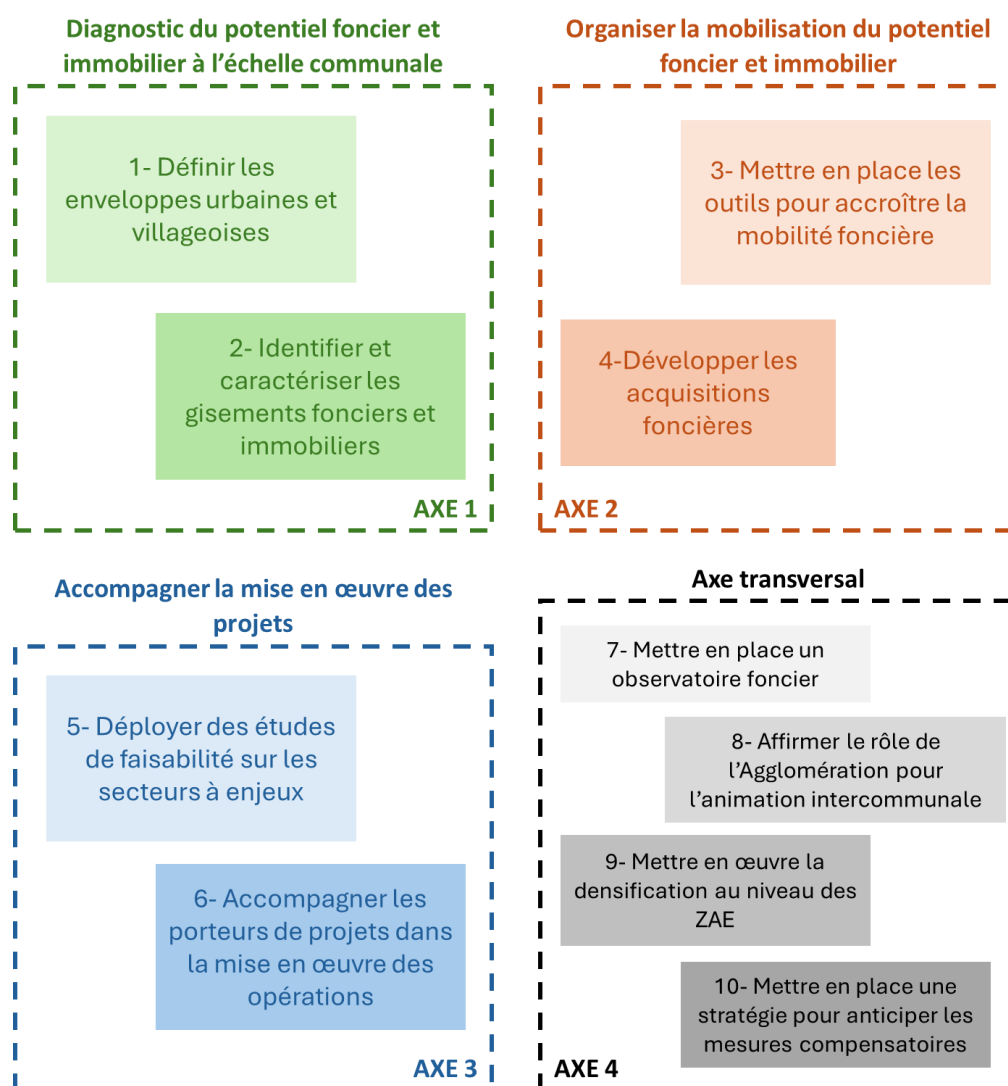 Diagnostic du potentiel foncier et
immobilier à l'échelle communale
1- Définir les
enveloppes urbaines et
villageoises
2- Identifier et
caractériser les
gisements fonciers et
immobiliers
AXE 1
Organiser la mobilisation du potentiel
foncier et immobilier
3- Mettre en place les
outils pour accroître la
mobilité foncière
4-Développer les
acquisitions
foncières
AXE 2
Accompagner la mise en œuvre des
projets
5- Déployer des études
de faisabilité sur les
secteurs à enjeux
6- Accompagner les
porteurs de projets dans
la mise en œuvre des
opérations
AXE 3
Axe transversal
7- Mettre en place un
observatoire foncier
8- Affirmer le rôle de
l'Agglomération pour
l'animation intercommunale
9- Mettre en œuvre la
densification au niveau des
ZAE
10- Mettre en place une
stratégie pour anticiper les
mesures compensatoires
AXE 4